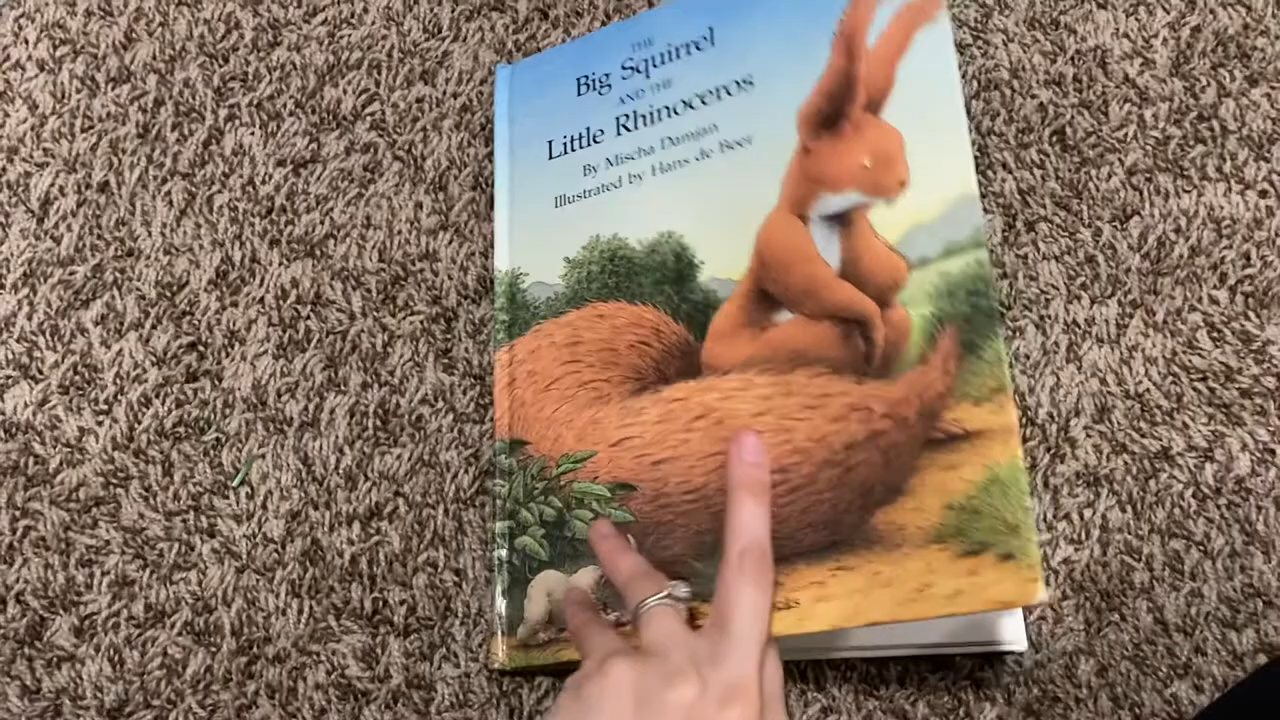 THE
Big Squirrel
AND THE
Little Rhinoceros
By Mischa Damjan
Illustrated by Hans de Beer